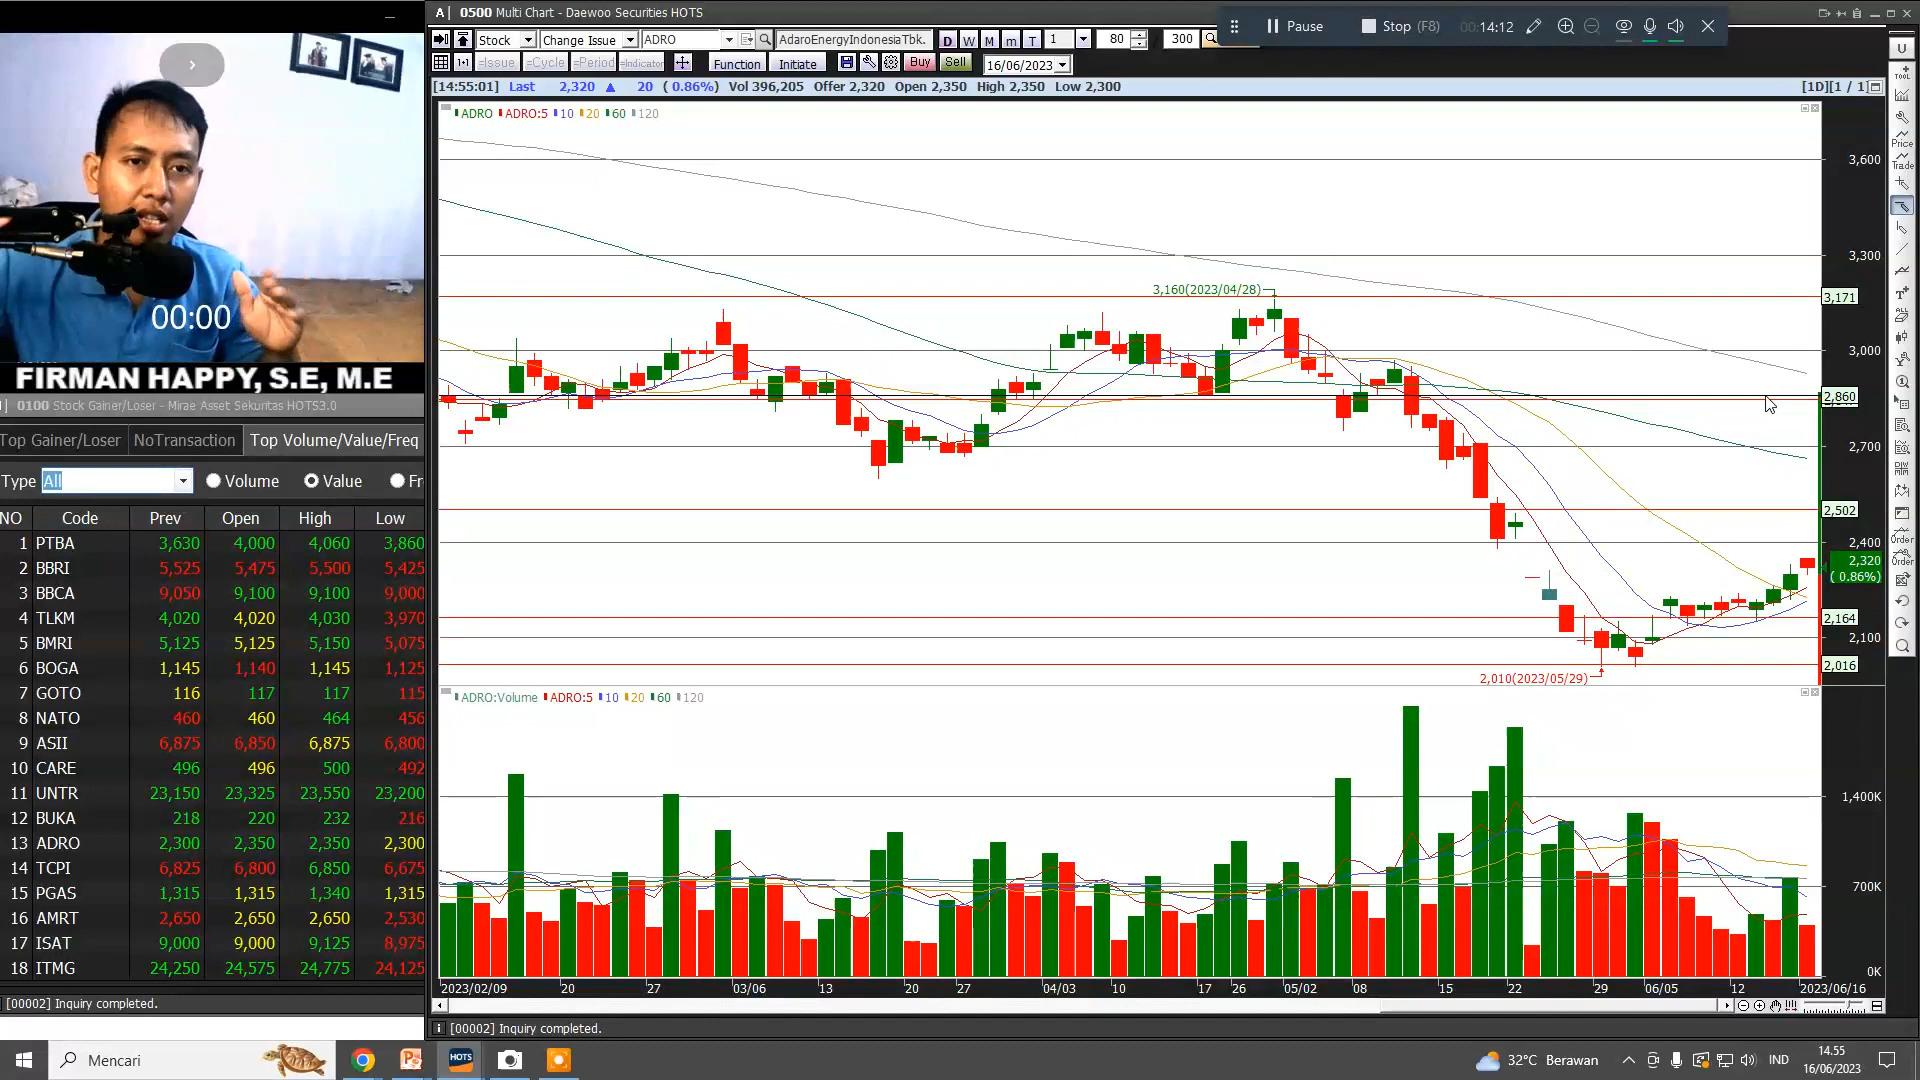 00:00
FIRMAN HAPPY, S.E, M.E
0100 Stock Gainer/Loser - Mirae Asset Sekuritas HOTS3.0
Top Gainer/Loser NoTransaction Top Volume/Value/Freq
Type All Volume Value Fr
NO Code Prev Open High Low
1 PTBA 3,630 4,000 4,060 3,860
2 BBRI 5,525 5,475 5,500 5,425
3 BBCA 9,050 9,100 9,100 9,000
4 TLKM 4,020 4,020 4,030 3,970
5 BMRI 5,125 5,125 5,150 5,075
6 BOGA 1,145 1,140 1,145 1,125
7 GOTO 116 117 117 115
8 NATO 460 460 464 456
9 ASII 6,875 6,850 6,875 6,800
10 CARE 496 496 500 492
11 UNTR 23,150 23,325 23,550 23,200
12 BUKA 218 220 232 216
13 ADRO 2,300 2,350 2,350 2,300
14 TCPI 6,825 6,800 6,850 6,675
15 PGAS 1,315 1,315 1,340 1,315
16 AMRT 2,650 2,650 2,650 2,530
17 ISAT 9,000 9,000 9,125 8,975
18 ITMG 24,250 24,575 24,775 24,125
[00002] Inquiry completed.
A 0500 Multi Chart - Daewoo Securities HOTS
Pause Stop (F8) 00:14:12
Stock Change Issue ADRO AdaroEnergyIndonesiaTbk. D W M m T 1 80 300
=Issue =Cycle =Period =Indicator Function Initiate Buy Sell 16/06/2023
[14:55:01] Last 2,320 ▲ 20 ( 0.86%) Vol 396,205 Offer 2,320 Open 2,350 High 2,350 Low 2,300 [1D][1 / 1]
ADRO ADRO:5 10 20 60 120
3,600
3,300
3,160(2023/04/28)
3,171
3,000
2,860
2,700
2,502
2,400
2,320
( 0.86%)
2,164
2,100
2,016
2,010(2023/05/29)
ADRO:Volume ADRO:5 10 20 60 120
1,400K
700K
0K
2023/02/09 20 27 03/06 13 20 27 04/03 10 17 26 05/02 08 15 22 29 06/05 12 2023/06/16
[00002] Inquiry completed.
U
TOOL
Price
Trade
Order
Order
Mencari
HOTS
32°C Berawan
IND
14.55
16/06/2023